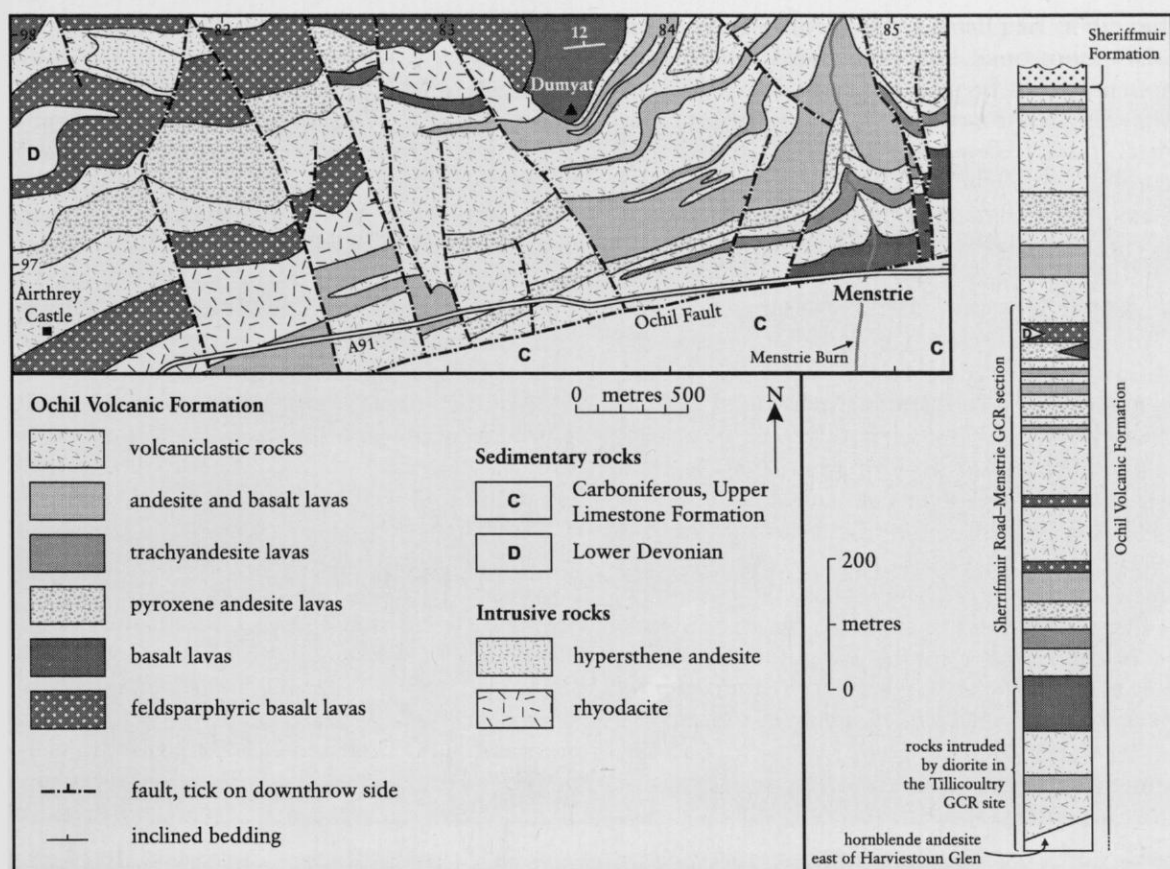 98
82
83
12
84
85
Dumyat
D
97
Airthrey
Castle
A91
Ochil Fault
C
C
C
Menstrie
Menstrie Burn
Ochil Volcanic Formation
volcaniclastic rocks
andesite and basalt lavas
trachyandesite lavas
pyroxene andesite lavas
basalt lavas
feldsparphyric basalt lavas
fault, tick on downthrow side
inclined bedding
0 metres 500
N
Sedimentary rocks
C
Carboniferous, Upper
Limestone Formation
D
Lower Devonian
Intrusive rocks
hypersthene andesite
rhyodacite
200
metres
0
Sheriffmuir
Formation
D
Sherrifmuir Road–Menstrie GCR section
Ochil Volcanic Formation
rocks intruded
by diorite in
the Tillicoultry
GCR site
hornblende andesite
east of Harviestoun Glen